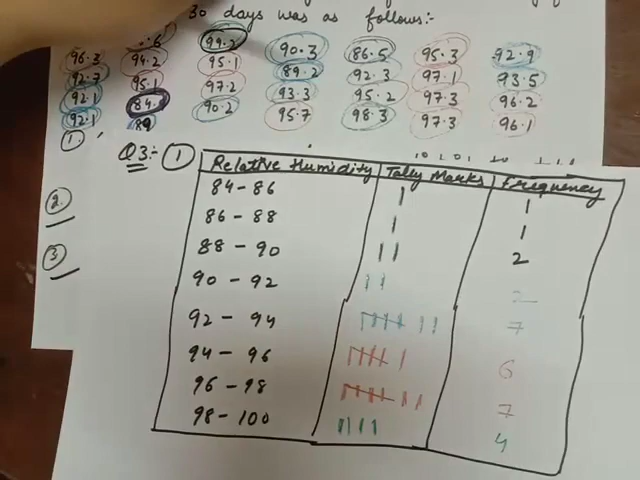 30 days was as follows:-
99.2 90.3 86.5 95.3 92.9
96.3 94.2 95.1 89.2 92.3 97.1 93.5
92.7 95.1 97.2 93.3 95.2 97.3 96.2
92.1 84. 90.2 95.7 98.3 97.3 96.1
92.1 89
1.
Q3:- 1 Relative Humidity Tally Marks Frequency
84-86 | 1
2. 86-88 | 1
3 88-90 || 2
90-92 || 2
92-94 |||| || 7
94-96 |||| | 6
96-98 |||| || 7
98-100 |||| 4